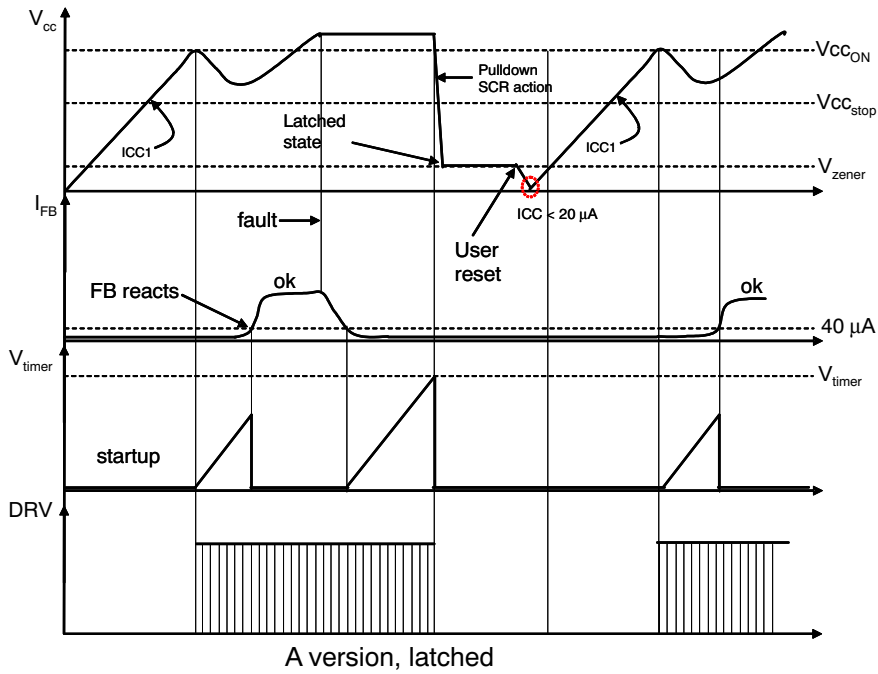 Vcc
VccON
Pulldown
SCR action
Vccstop
Latched
state
ICC1
ICC1
Vzener
IFB
ICC < 20 µA
fault
User
reset
ok
ok
FB reacts
40 µA
Vtimer
Vtimer
startup
DRV
A version, latched